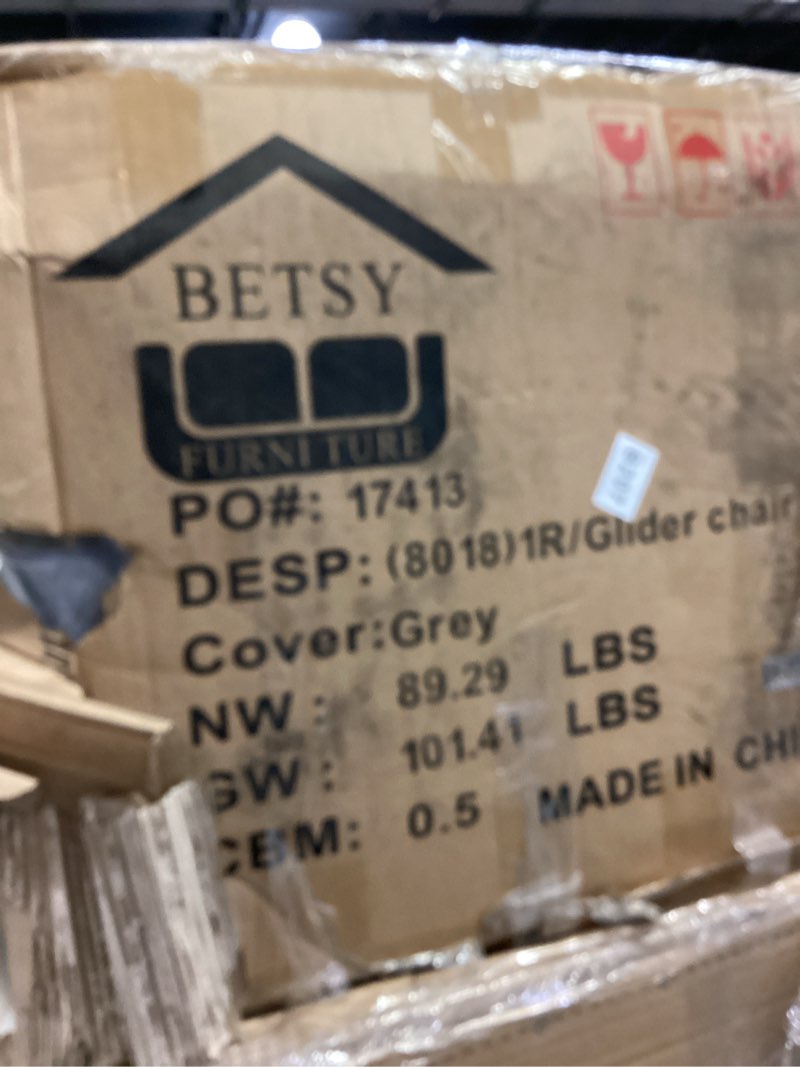 BETSY
FURNITURE
PO#: 17413
DESP: (8018)1R/Glider chair
Cover:Grey
NW : 89.29 LBS
GW : 101.41 LBS
CBM: 0.5 MADE IN CHI